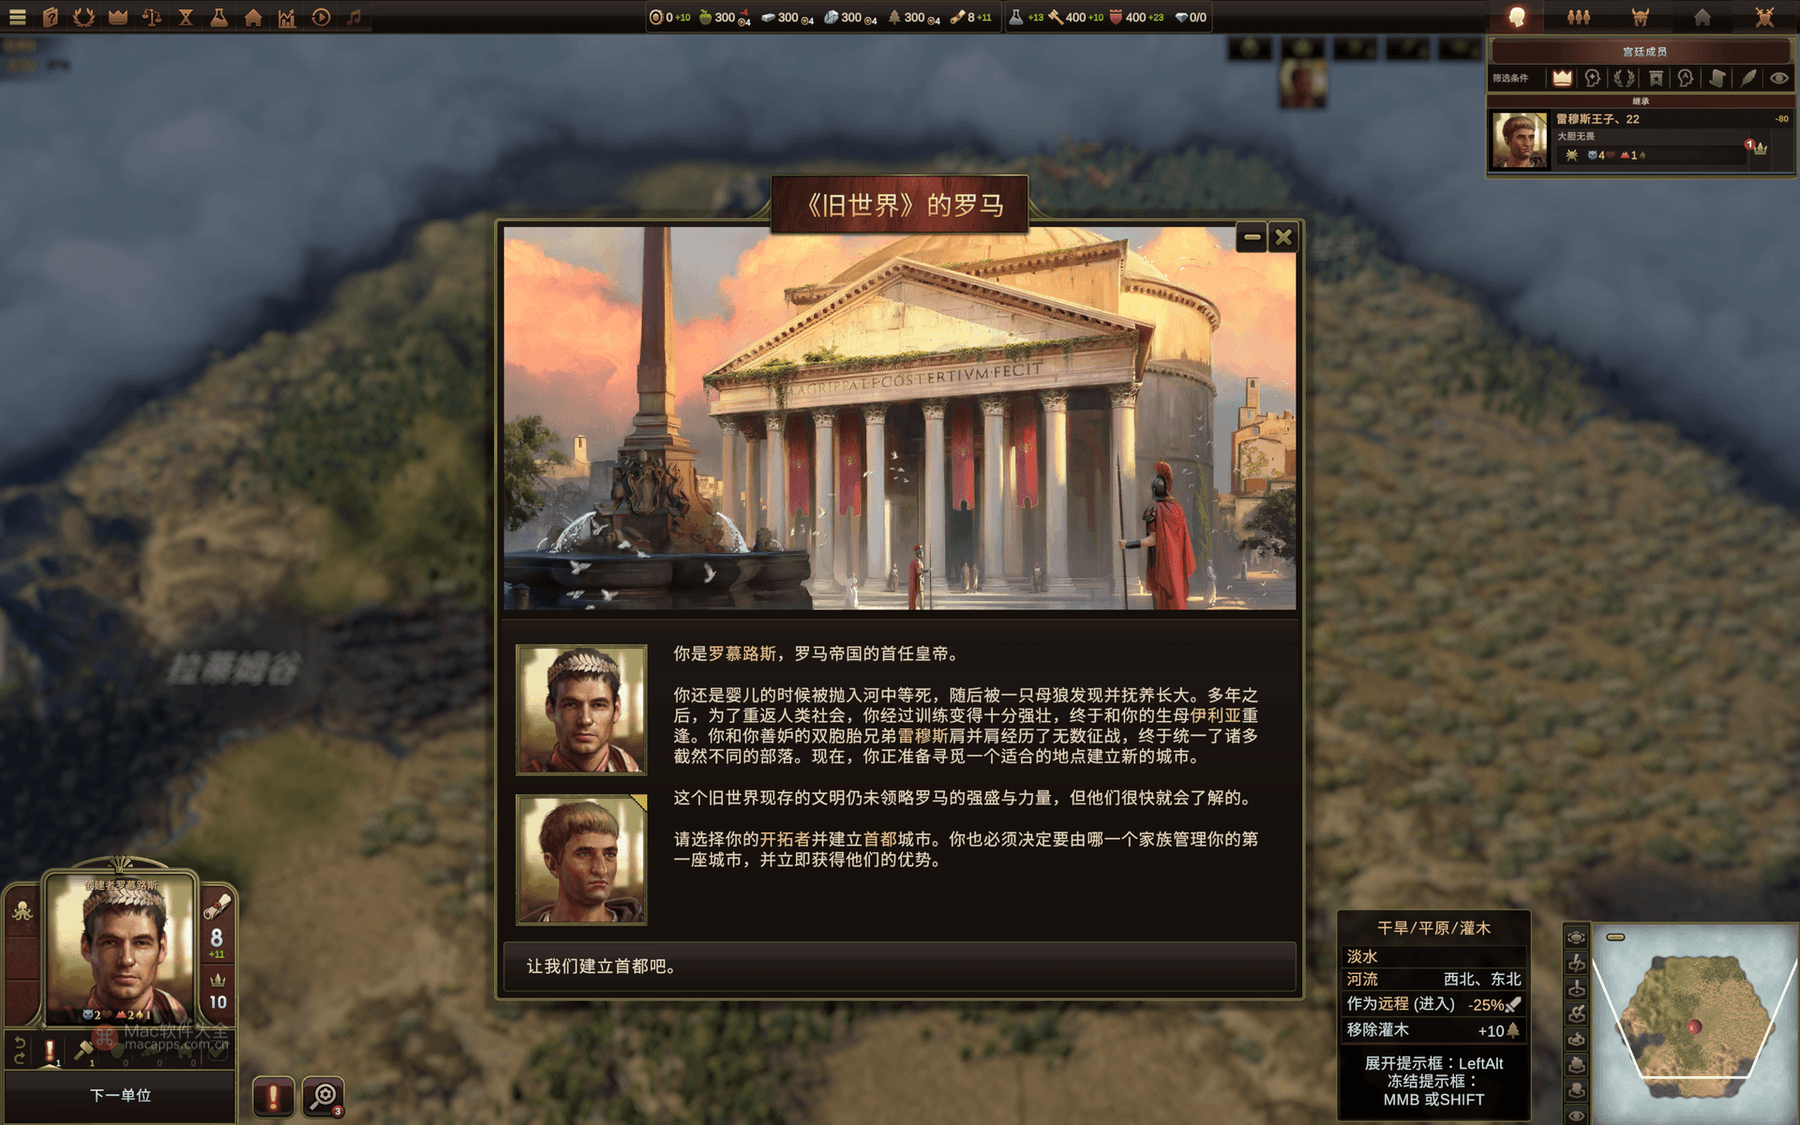 0 +10 300 -4 300 -4 300 -4 300 -4 8 +11 +13 400 +10 400 +23 0/0
宫廷成员
筛选条件
继承
雷穆斯王子、22 -80
大胆无畏
4 1 1
《旧世界》的罗马
AGRIPPA·L·F·COSTERTIVM·FECIT
拉蒂姆谷
你是罗慕路斯，罗马帝国的首任皇帝。
你还是婴儿的时候被抛入河中等死，随后被一只母狼发现并抚养长大。多年之
后，为了重返人类社会，你经过训练变得十分强壮，终于和你的生母伊利亚重
逢。你和你善妒的双胞胎兄弟雷穆斯肩并肩经历了无数征战，终于统一了诸多
截然不同的部落。现在，你正准备寻觅一个适合的地点建立新的城市。
这个旧世界现存的文明仍未领略罗马的强盛与力量，但他们很快就会了解的。
请选择你的开拓者并建立首都城市。你也必须决定要由哪一个家族管理你的第
一座城市，并立即获得他们的优势。
让我们建立首都吧。
创建者罗慕路斯
8
+11
10
2 2 1
Mac软件大全
macapps.com.cn
1 1 0 0 0
下一单位
3
干旱/平原/灌木
淡水
河流 西北、东北
作为远程 (进入) -25%
移除灌木 +10
展开提示框：LeftAlt
冻结提示框：
MMB 或SHIFT